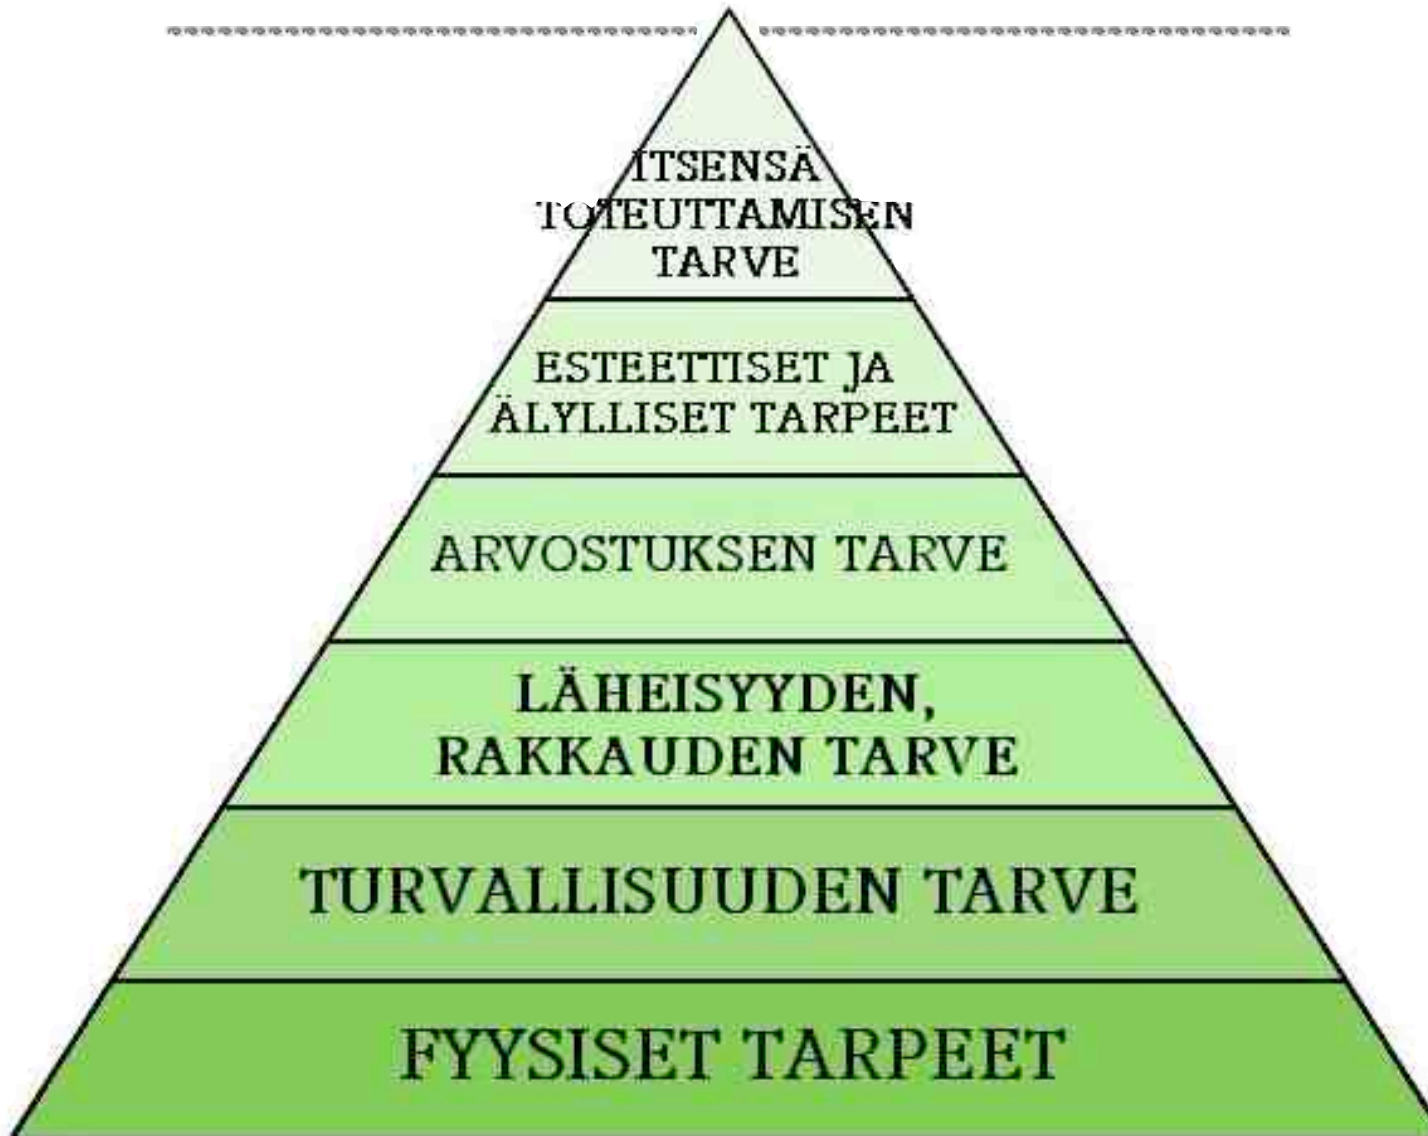 ITSENSÄ
TOTEUTTAMISEN
TARVE
ESTEETTISET JA
ÄLYLLISET TARPEET
ARVOSTUKSEN TARVE
LÄHEISYYDEN,
RAKKAUDEN TARVE
TURVALLISUUDEN TARVE
FYYSISET TARPEET